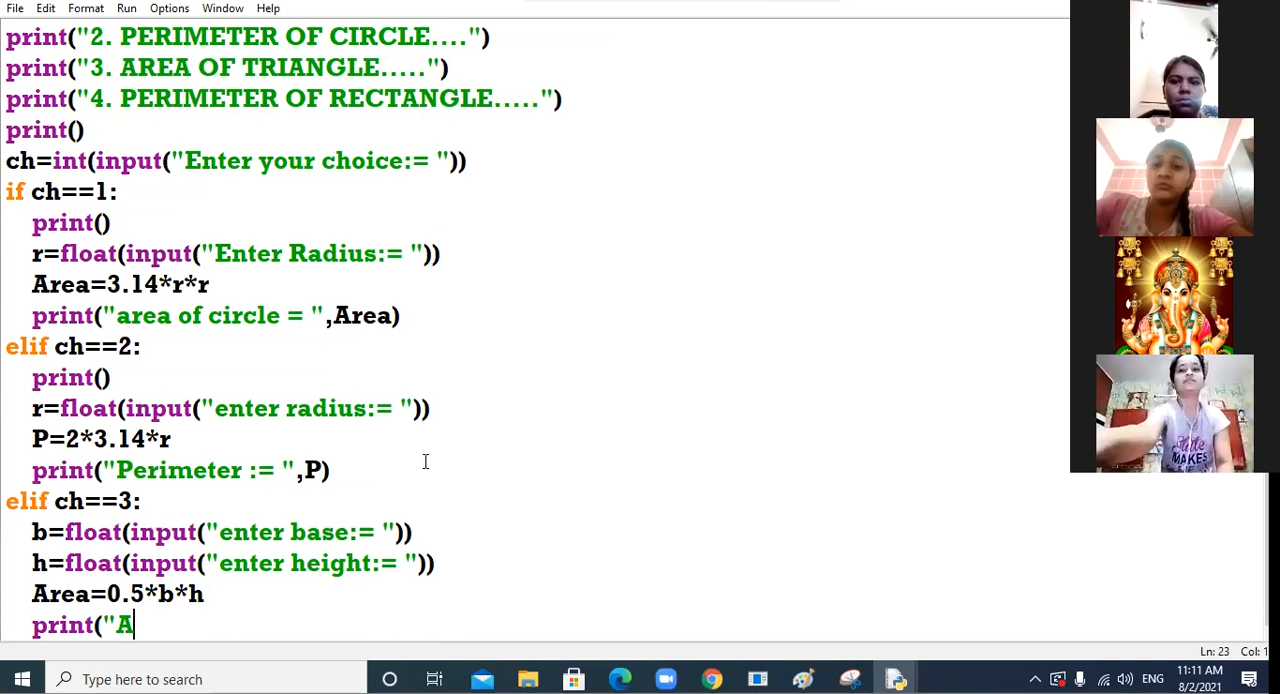 File Edit Format Run Options Window Help
print("2. PERIMETER OF CIRCLE....")
print("3. AREA OF TRIANGLE.....")
print("4. PERIMETER OF RECTANGLE.....")
print()
ch=int(input("Enter your choice:= "))
if ch==1:
print()
r=float(input("Enter Radius:= "))
Area=3.14*r*r
print("area of circle = ",Area)
elif ch==2:
print()
r=float(input("enter radius:= "))
P=2*3.14*r
print("Perimeter := ",P)
elif ch==3:
b=float(input("enter base:= "))
h=float(input("enter height:= "))
Area=0.5*b*h
print("A
MAKES
Ln: 23 Col: 1
Type here to search
ENG
11:11 AM
8/2/2021